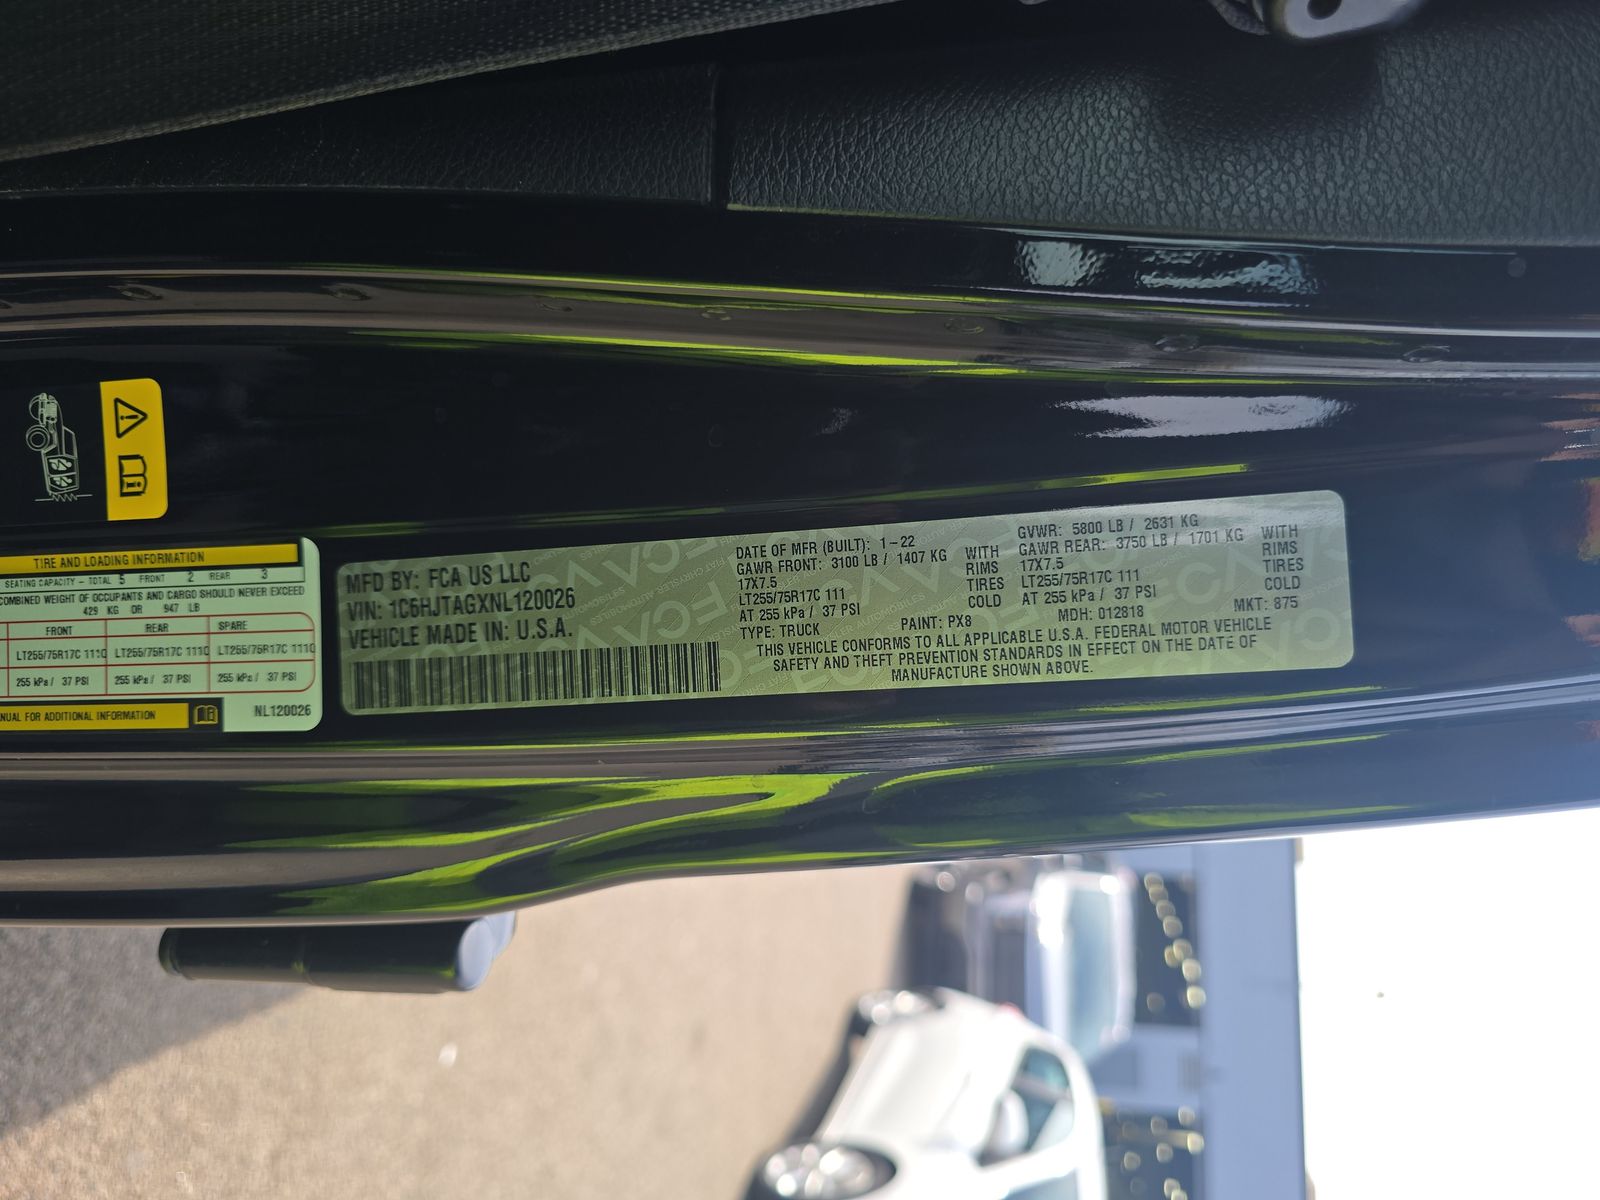 TIRE AND LOADING INFORMATION
SEATING CAPACITY - TOTAL 5 FRONT 2 REAR 3
COMBINED WEIGHT OF OCCUPANTS AND CARGO SHOULD NEVER EXCEED
429 KG OR 947 LB
FRONT REAR SPARE
LT255/75R17C 111Q LT255/75R17C 111Q LT255/75R17C 111Q
255 kPa / 37 PSI 255 kPa / 37 PSI 255 kPa / 37 PSI
FOR ADDITIONAL INFORMATION
NL120026
MFD BY: FCA US LLC
VIN: 1C6HJTAGXNL120026
VEHICLE MADE IN: U.S.A.
DATE OF MFR (BUILT): 1-22 GVWR: 5800 LB / 2631 KG
GAWR FRONT: 3100 LB / 1407 KG WITH GAWR REAR: 3750 LB / 1701 KG WITH
17X7.5 RIMS 17X7.5 RIMS
LT255/75R17C 111 TIRES LT255/75R17C 111 TIRES
AT 255 kPa / 37 PSI COLD AT 255 kPa / 37 PSI COLD
TYPE: TRUCK PAINT: PX8 MDH: 012818 MKT: 875
THIS VEHICLE CONFORMS TO ALL APPLICABLE U.S.A. FEDERAL MOTOR VEHICLE
SAFETY AND THEFT PREVENTION STANDARDS IN EFFECT ON THE DATE OF
MANUFACTURE SHOWN ABOVE.